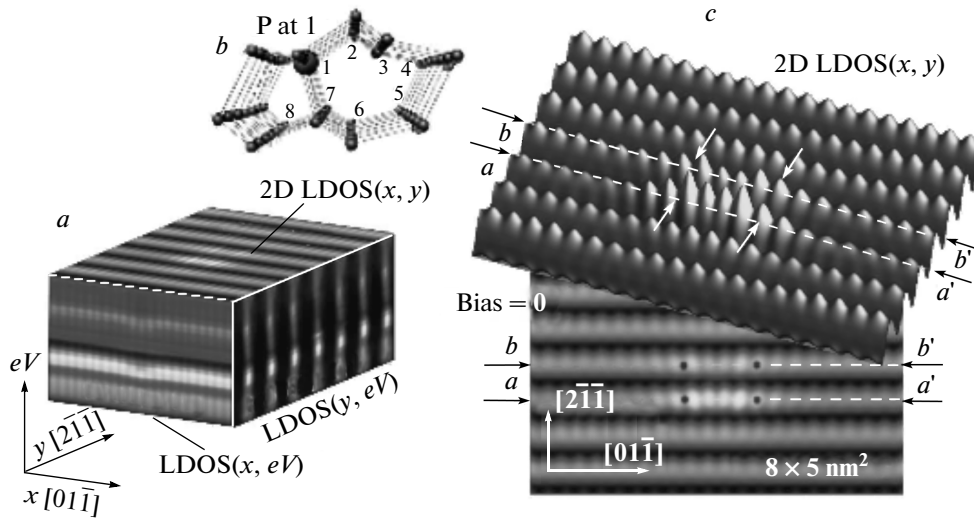 b
P at 1
1
2
3
4
5
6
7
8
a
2D LDOS(x, y)
eV
y [21̄1̄]
x [011̄]
LDOS(x, eV)
LDOS(y, eV)
c
2D LDOS(x, y)
b
a
b'
a'
Bias = 0
b
a
b'
a'
[21̄1̄]
[011̄]
8 × 5 nm²